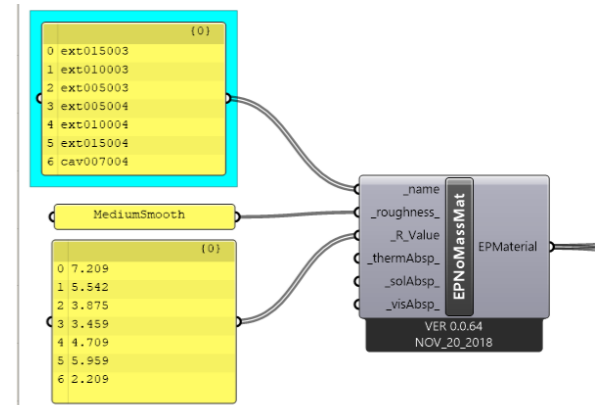 {0}
0 ext015003
1 ext010003
2 ext005003
3 ext005004
4 ext010004
5 ext015004
6 cav007004
MediumSmooth
{0}
0 7.209
1 5.542
2 3.875
3 3.459
4 4.709
5 5.959
6 2.209
_name
_roughness_
_R_Value
_thermAbsp_
_solAbsp_
_visAbsp_
EPNoMassMat
EPMaterial
VER 0.0.64
NOV_20_2018